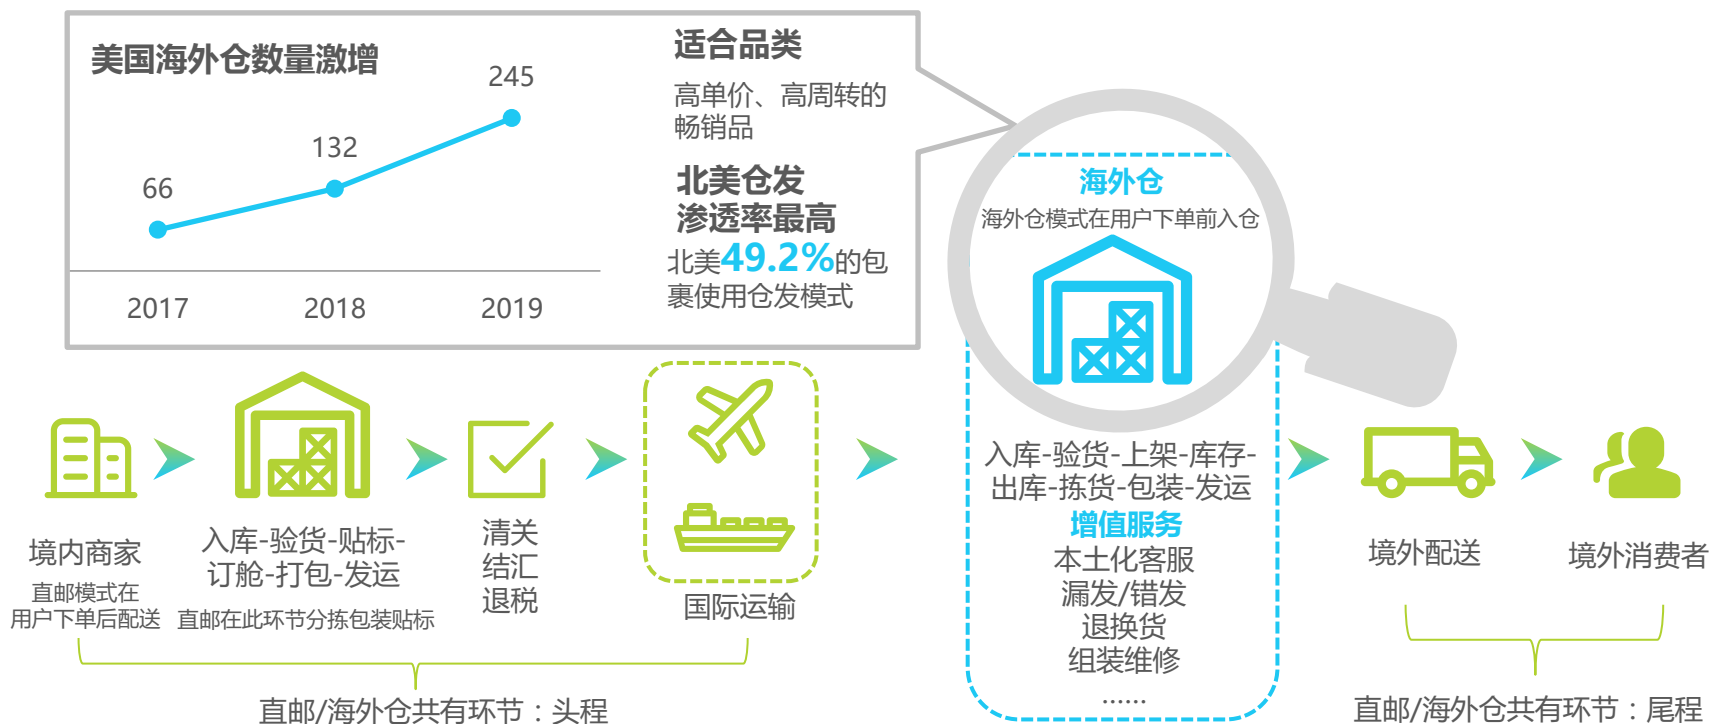 美国海外仓数量激增
66
132
245
2017
2018
2019
适合品类
高单价、高周转的
畅销品
北美仓发
渗透率最高
北美49.2%的包
裹使用仓发模式
海外仓
海外仓模式在用户下单前入仓
入库-验货-上架-库存-
出库-拣货-包装-发运
增值服务
本土化客服
漏发/错发
退换货
组装维修
......
境内商家
直邮模式在
用户下单后配送
入库-验货-贴标-
订舱-打包-发运
直邮在此环节分拣包装贴标
清关
结汇
退税
国际运输
境外配送
境外消费者
直邮/海外仓共有环节：头程
直邮/海外仓共有环节：尾程